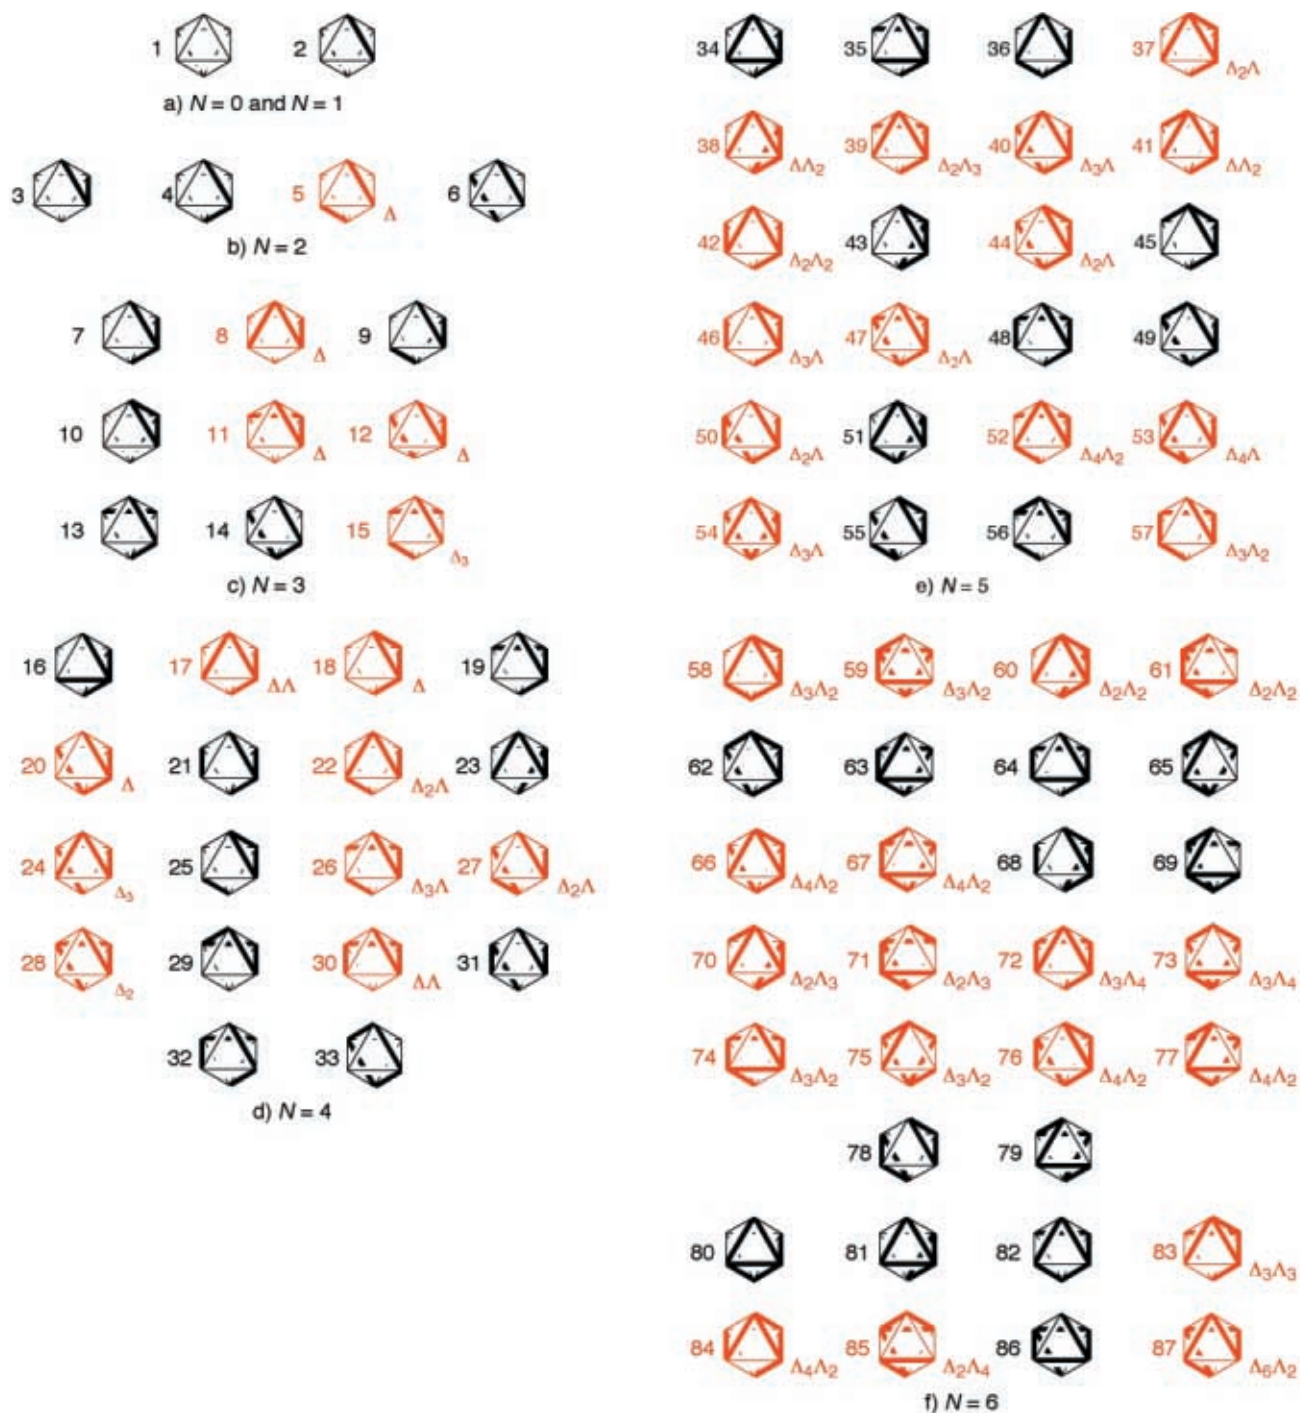 1 2
a) N = 0 and N = 1
3 4 5 Δ 6
b) N = 2
7 8 Δ 9
10 11 Δ 12 Δ
13 14 15 Δ₃
c) N = 3
16 17 ΔΛ 18 Δ 19
20 Δ 21 22 Δ₂Λ 23
24 Δ₃ 25 26 Δ₃Λ 27 Δ₂Λ
28 Δ₂ 29 30 ΔΛ 31
32 33
d) N = 4
34 35 36 37 Δ₂Λ
38 ΔΛ₂ 39 Δ₂Λ₃ 40 Δ₃Λ 41 ΔΛ₂
42 Δ₂Λ₂ 43 44 Δ₂Λ 45
46 Δ₃Λ 47 Δ₂Λ 48 49
50 Δ₂Λ 51 52 Δ₄Λ₂ 53 Δ₄Λ
54 Δ₃Λ 55 56 57 Δ₃Λ₂
e) N = 5
58 Δ₃Λ₂ 59 Δ₃Λ₂ 60 Δ₂Λ₂ 61 Δ₂Λ₂
62 63 64 65
66 Δ₄Λ₂ 67 Δ₄Λ₂ 68 69
70 Δ₂Λ₃ 71 Δ₂Λ₃ 72 Δ₃Λ₄ 73 Δ₃Λ₄
74 Δ₃Λ₂ 75 Δ₃Λ₂ 76 Δ₄Λ₂ 77 Δ₄Λ₂
78 79
80 81 82 83 Δ₃Λ₃
84 Δ₄Λ₂ 85 Δ₂Λ₄ 86 87 Δ₆Λ₂
f) N = 6